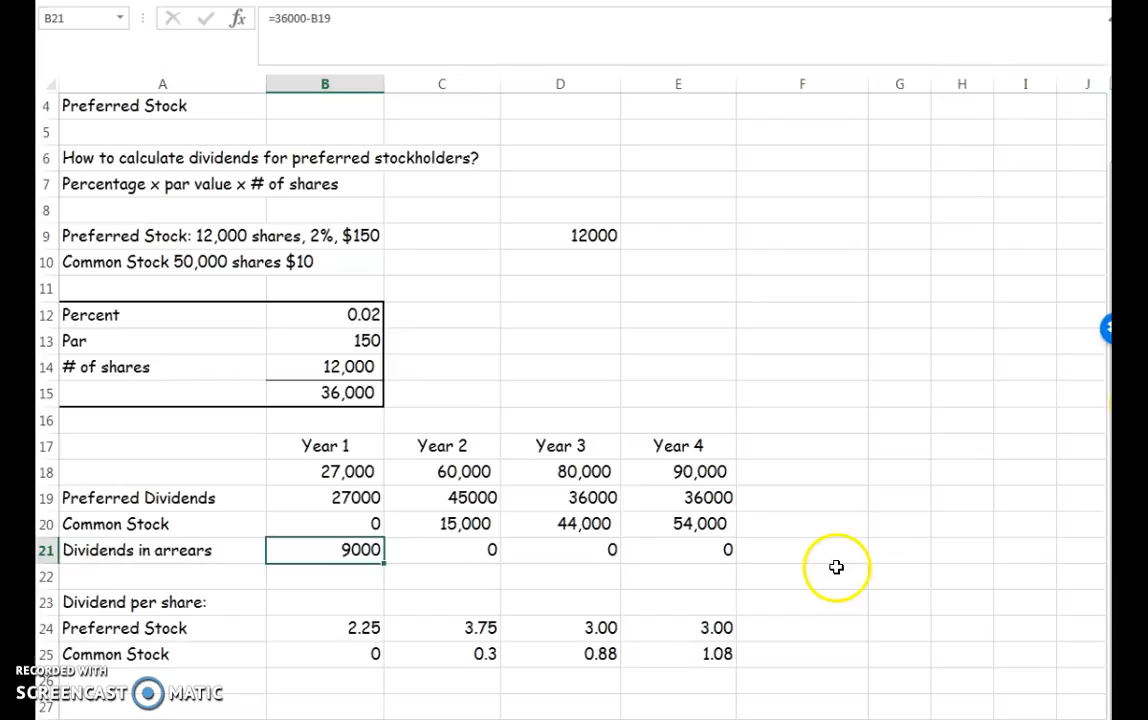 B21 fx =36000-B19
A B C D E F G H I J
4 Preferred Stock
5
6 How to calculate dividends for preferred stockholders?
7 Percentage x par value x # of shares
8
9 Preferred Stock: 12,000 shares, 2%, $150 12000
10 Common Stock 50,000 shares $10
11
12 Percent 0.02
13 Par 150
14 # of shares 12,000
15 36,000
16
17 Year 1 Year 2 Year 3 Year 4
18 27,000 60,000 80,000 90,000
19 Preferred Dividends 27000 45000 36000 36000
20 Common Stock 0 15,000 44,000 54,000
21 Dividends in arrears 9000 0 0 0
22
23 Dividend per share:
24 Preferred Stock 2.25 3.75 3.00 3.00
25 Common Stock 0 0.3 0.88 1.08
RECORDED WITH
26
SCREENCAST MATIC
27